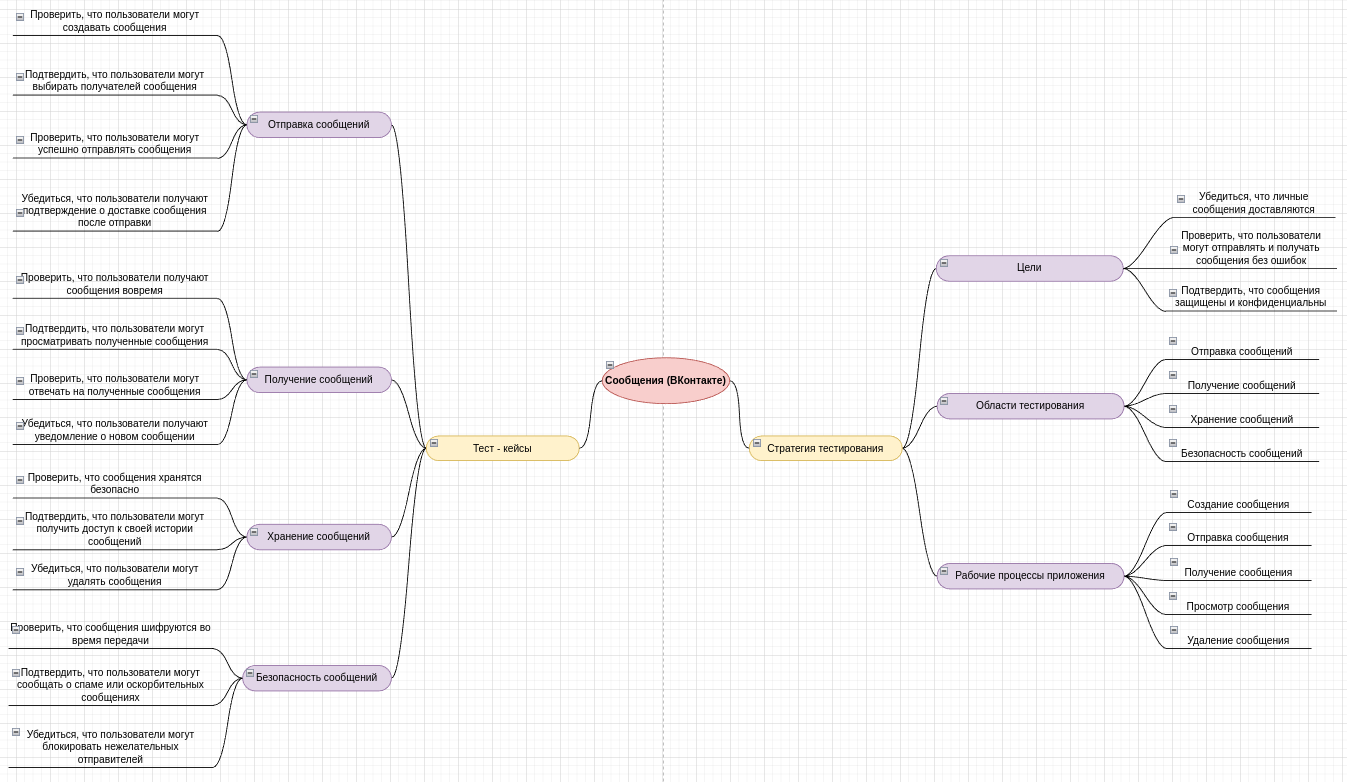 Проверить, что пользователи могут
создавать сообщения
Подтвердить, что пользователи могут
выбирать получателей сообщения
Отправка сообщений
Проверить, что пользователи могут
успешно отправлять сообщения
Убедиться, что пользователи получают
подтверждение о доставке сообщения
после отправки
Проверить, что пользователи получают
сообщения вовремя
Подтвердить, что пользователи могут
просматривать полученные сообщения
Получение сообщений
Проверить, что пользователи могут
отвечать на полученные сообщения
Убедиться, что пользователи получают
уведомление о новом сообщении
Тест - кейсы
Проверить, что сообщения хранятся
безопасно
Подтвердить, что пользователи могут
получить доступ к своей истории
сообщений
Хранение сообщений
Убедиться, что пользователи могут
удалять сообщения
Проверить, что сообщения шифруются во
время передачи
Подтвердить, что пользователи могут
сообщать о спаме или оскорбительных
сообщениях
Безопасность сообщений
Убедиться, что пользователи могут
блокировать нежелательных
отправителей
Сообщения (ВКонтакте)
Стратегия тестирования
Цели
Убедиться, что личные
сообщения доставляются
Проверить, что пользователи
могут отправлять и получать
сообщения без ошибок
Подтвердить, что сообщения
защищены и конфиденциальны
Области тестирования
Отправка сообщений
Получение сообщений
Хранение сообщений
Безопасность сообщений
Рабочие процессы приложения
Создание сообщения
Отправка сообщения
Получение сообщения
Просмотр сообщения
Удаление сообщения